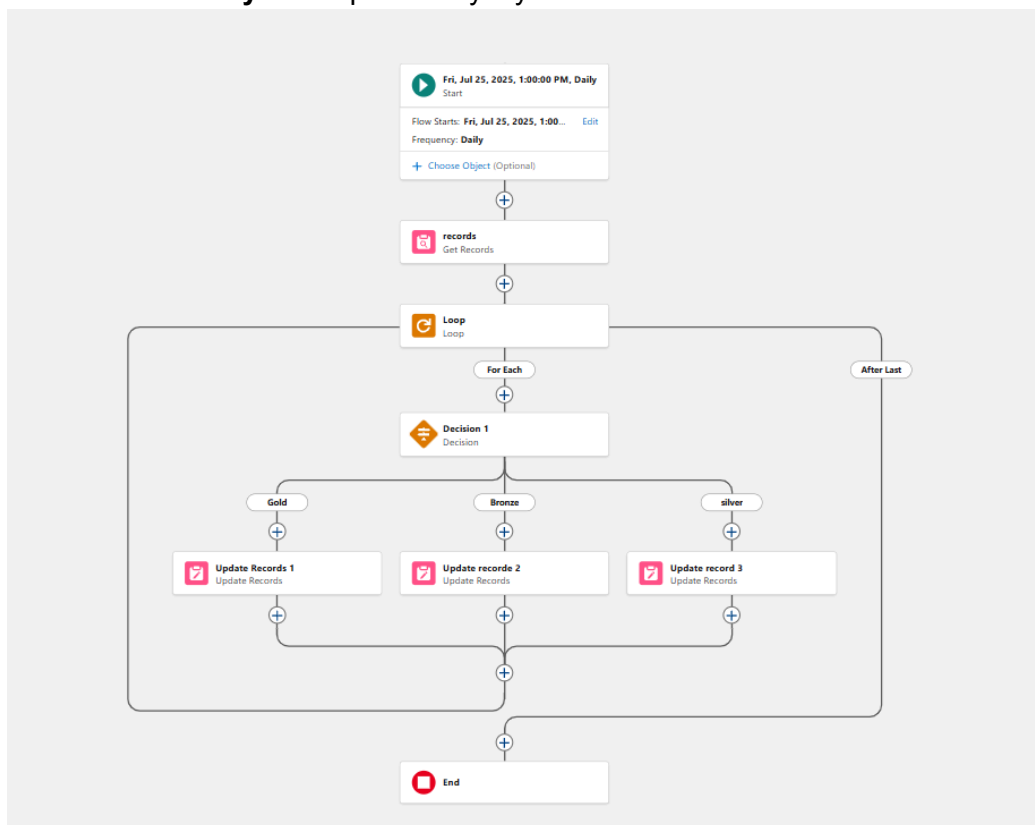 Fri, Jul 25, 2025, 1:00:00 PM, Daily
Start
Flow Starts: Fri, Jul 25, 2025, 1:00... Edit
Frequency: Daily
+ Choose Object (Optional)
records
Get Records
Loop
Loop
For Each
After Last
Decision 1
Decision
Gold
Bronze
silver
Update Records 1
Update Records
Update recorde 2
Update Records
Update record 3
Update Records
End